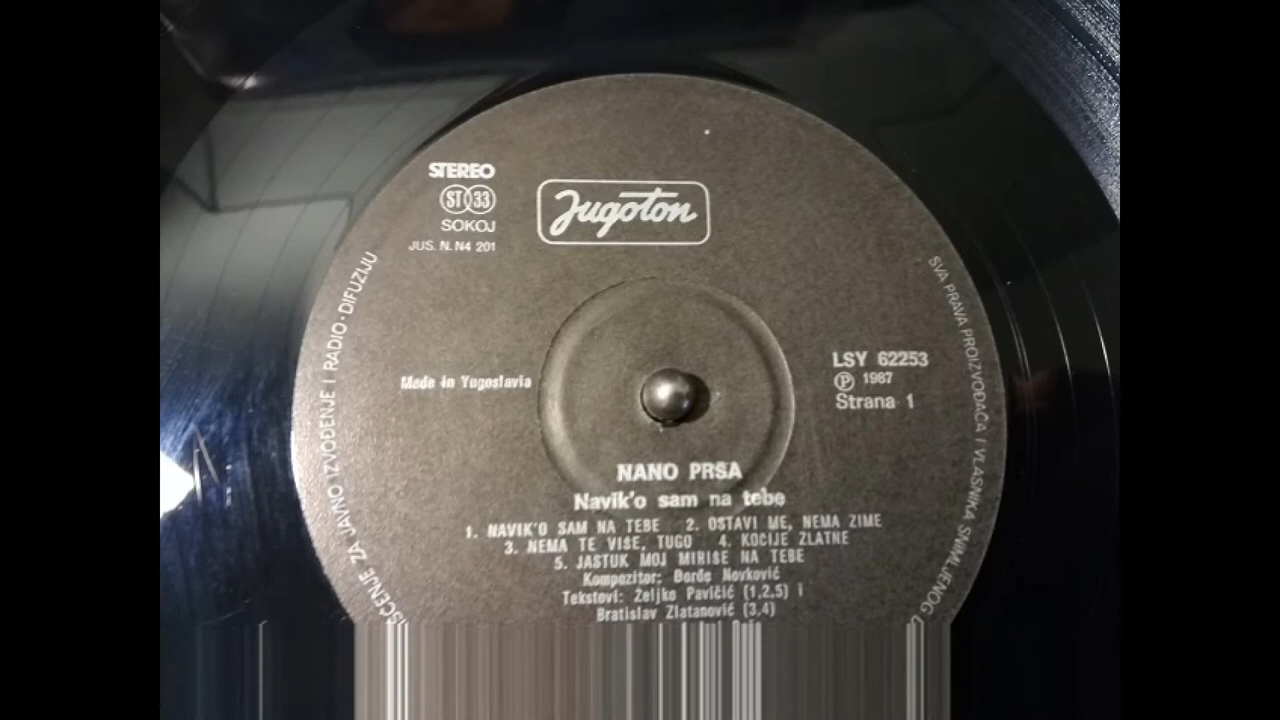 STEREO
ST 33
SOKOJ
JUS. N. N4 201
Jugoton
Made in Yugoslavia
LSY 62253
Ⓟ 1987
Strana 1
NANO PRŠA
Navik'o sam na tebe
1. NAVIK'O SAM NA TEBE 2. OSTAVI ME, NEMA ZIME
3. NEMA TE VIŠE, TUGO 4. KOČIJE ZLATNE
5. JASTUK MOJ MIRIŠE NA TEBE
Kompozitor: Đorđe Novković
Tekstovi: Željko Pavičić (1,2,5) i
Bratislav Zlatanović (3,4)
ZA JAVNO IZVOĐENJE I RADIO-DIFUZIJU
SVA PRAVA PROIZVOĐAČA I VLASNIKA SNIMLJENOG